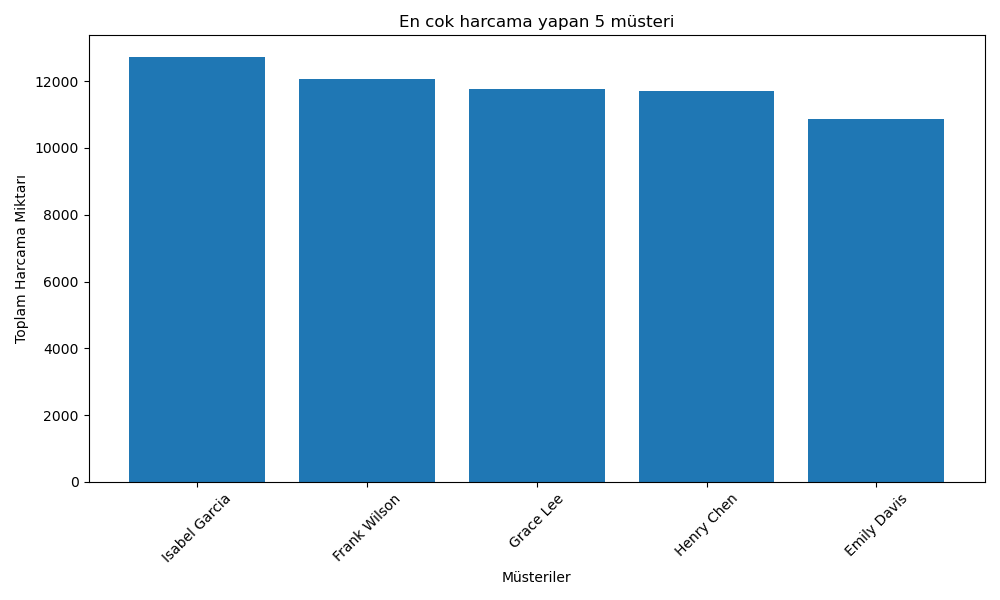 En cok harcama yapan 5 müsteri
Toplam Harcama Miktarı
12000
10000
8000
6000
4000
2000
0
Isabel Garcia
Frank Wilson
Grace Lee
Henry Chen
Emily Davis
Müsteriler